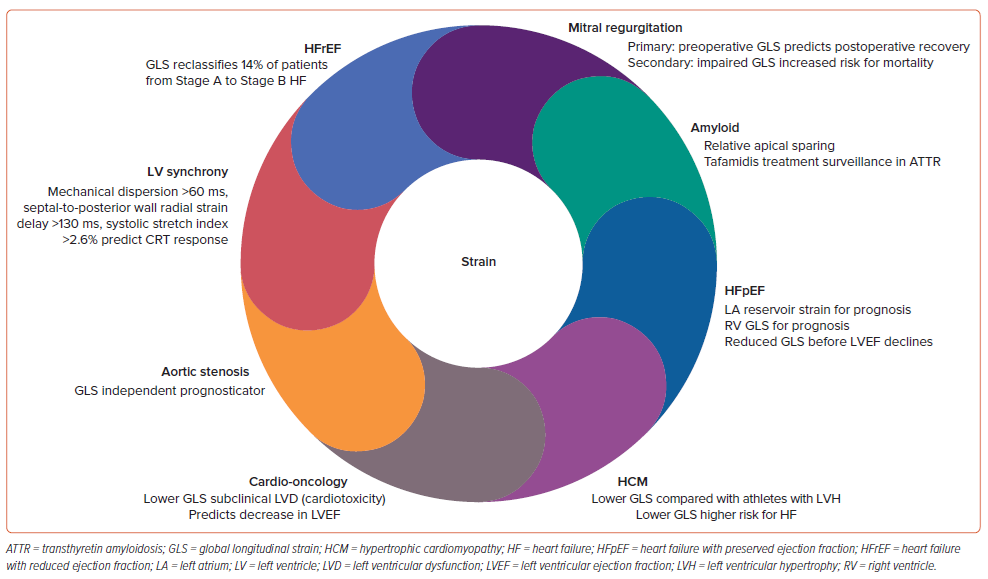 Mitral regurgitation
Primary: preoperative GLS predicts postoperative recovery
Secondary: impaired GLS increased risk for mortality
HFrEF
GLS reclassifies 14% of patients
from Stage A to Stage B HF
Amyloid
Relative apical sparing
Tafamidis treatment surveillance in ATTR
LV synchrony
Mechanical dispersion >60 ms,
septal-to-posterior wall radial strain
delay >130 ms, systolic stretch index
>2.6% predict CRT response
Strain
HFpEF
LA reservoir strain for prognosis
RV GLS for prognosis
Reduced GLS before LVEF declines
Aortic stenosis
GLS independent prognosticator
Cardio-oncology
Lower GLS subclinical LVD (cardiotoxicity)
Predicts decrease in LVEF
HCM
Lower GLS compared with athletes with LVH
Lower GLS higher risk for HF
ATTR = transthyretin amyloidosis; GLS = global longitudinal strain; HCM = hypertrophic cardiomyopathy; HF = heart failure; HFpEF = heart failure with preserved ejection fraction; HFrEF = heart failure
with reduced ejection fraction; LA = left atrium; LV = left ventricle; LVD = left ventricular dysfunction; LVEF = left ventricular ejection fraction; LVH = left ventricular hypertrophy; RV = right ventricle.